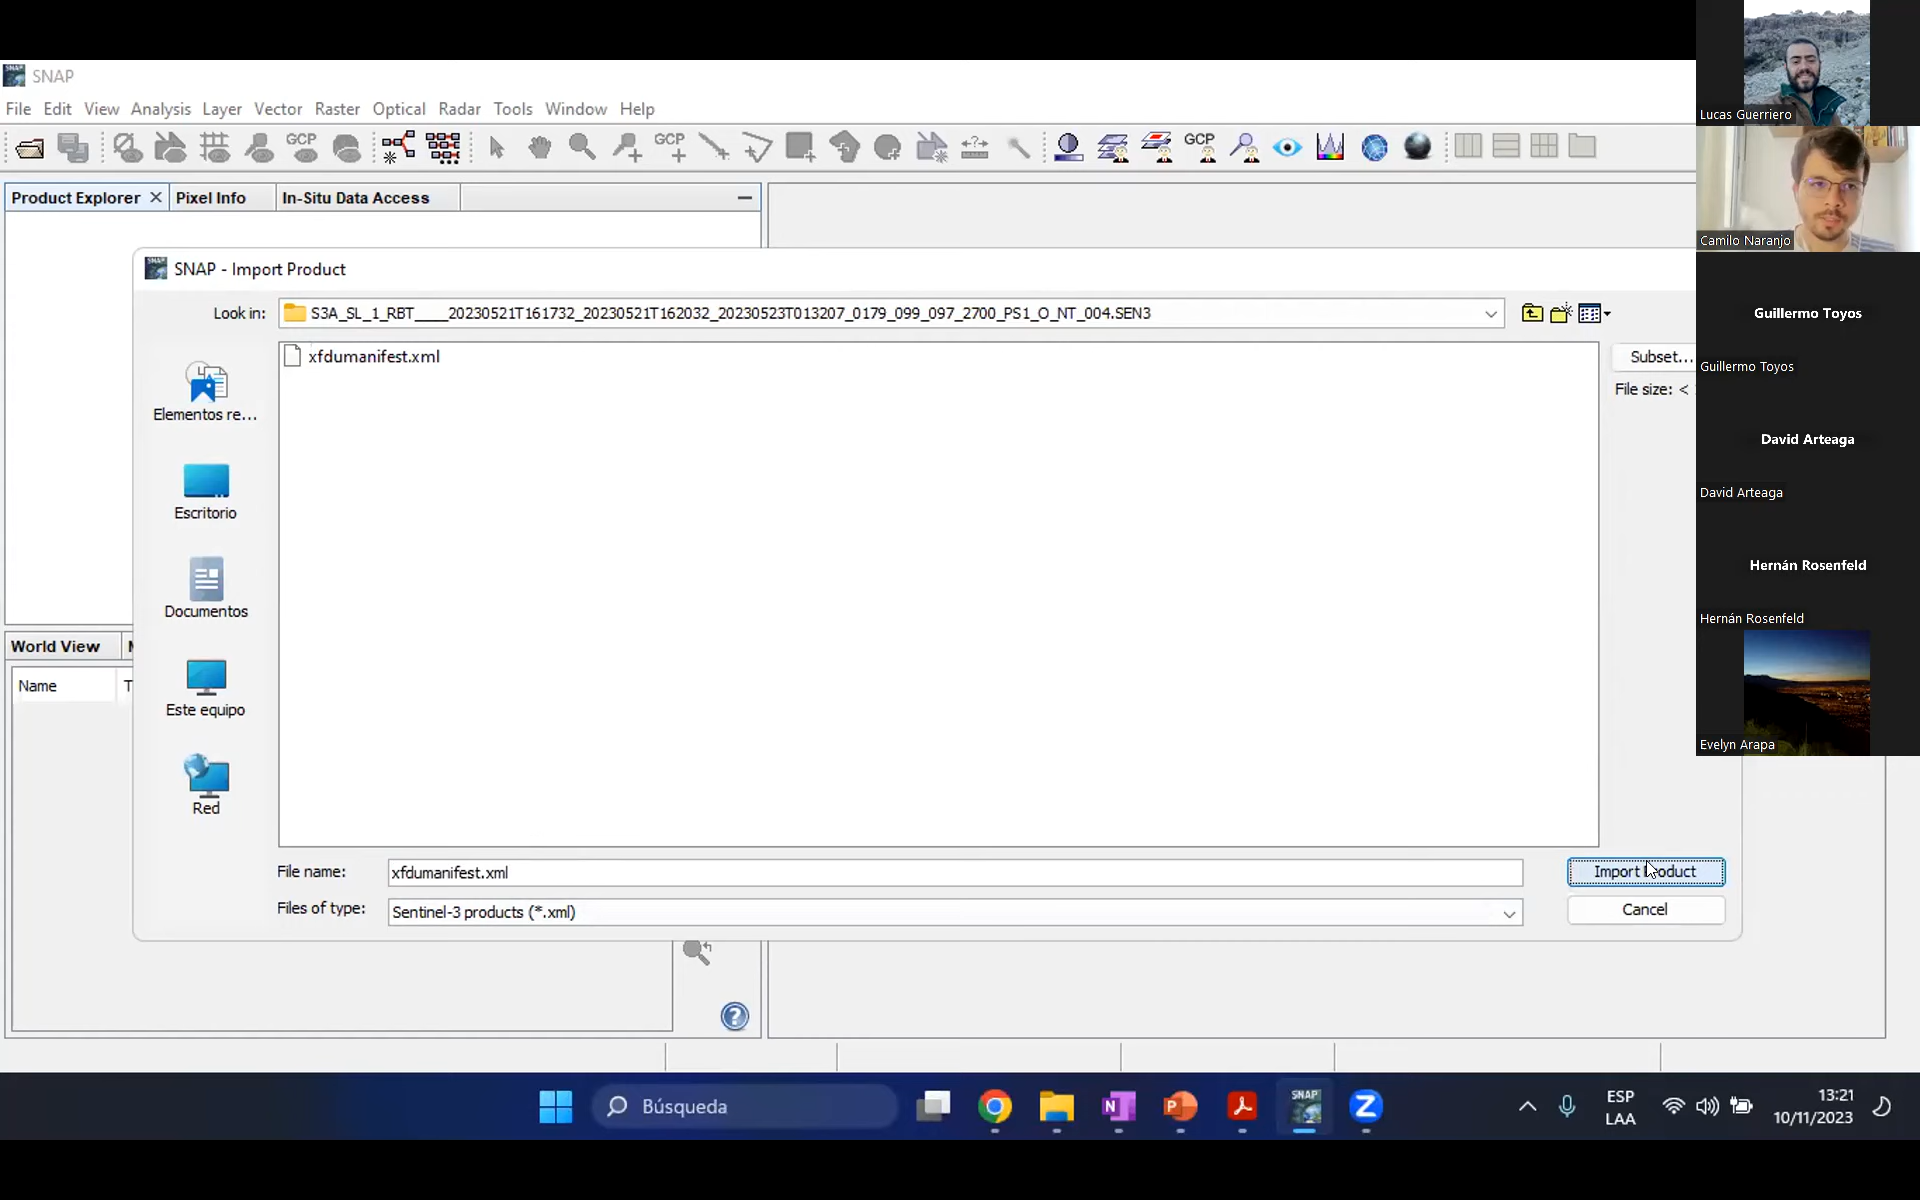 SNAP
File Edit View Analysis Layer Vector Raster Optical Radar Tools Window Help
GCP GCP GCP
Product Explorer Pixel Info In-Situ Data Access
SNAP - Import Product
Look in: S3A_SL_1_RBT____20230521T161732_20230521T162032_20230523T013207_0179_099_097_2700_PS1_O_NT_004.SEN3
xfdumanifest.xml
Subset...
File size: <
Elementos re...
Escritorio
Documentos
Este equipo
Red
World View
Name
File name: xfdumanifest.xml
Import Product
Files of type: Sentinel-3 products (*.xml)
Cancel
Lucas Guerriero
Camilo Naranjo
Guillermo Toyos
Guillermo Toyos
David Arteaga
David Arteaga
Hernán Rosenfeld
Hernán Rosenfeld
Evelyn Arapa
Búsqueda
SNAP
ESP
LAA
13:21
10/11/2023